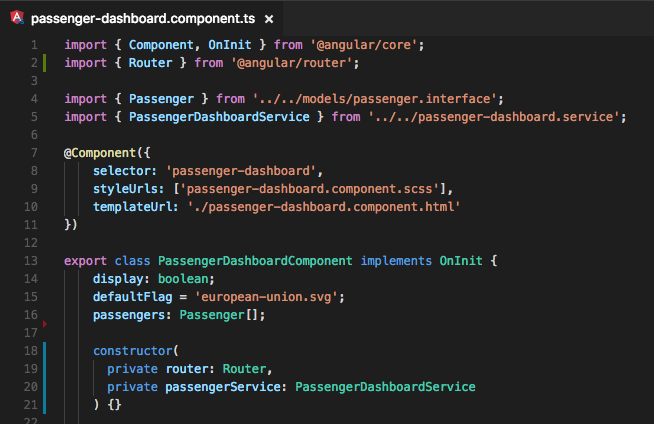 passenger-dashboard.component.ts ×
1 import { Component, OnInit } from '@angular/core';
2 import { Router } from '@angular/router';
3
4 import { Passenger } from '../../models/passenger.interface';
5 import { PassengerDashboardService } from '../../passenger-dashboard.service';
6
7 @Component({
8     selector: 'passenger-dashboard',
9     styleUrls: ['passenger-dashboard.component.scss'],
10     templateUrl: './passenger-dashboard.component.html'
11 })
12
13 export class PassengerDashboardComponent implements OnInit {
14     display: boolean;
15     defaultFlag = 'european-union.svg';
16     passengers: Passenger[];
17
18     constructor(
19       private router: Router,
20       private passengerService: PassengerDashboardService
21     ) {}
22